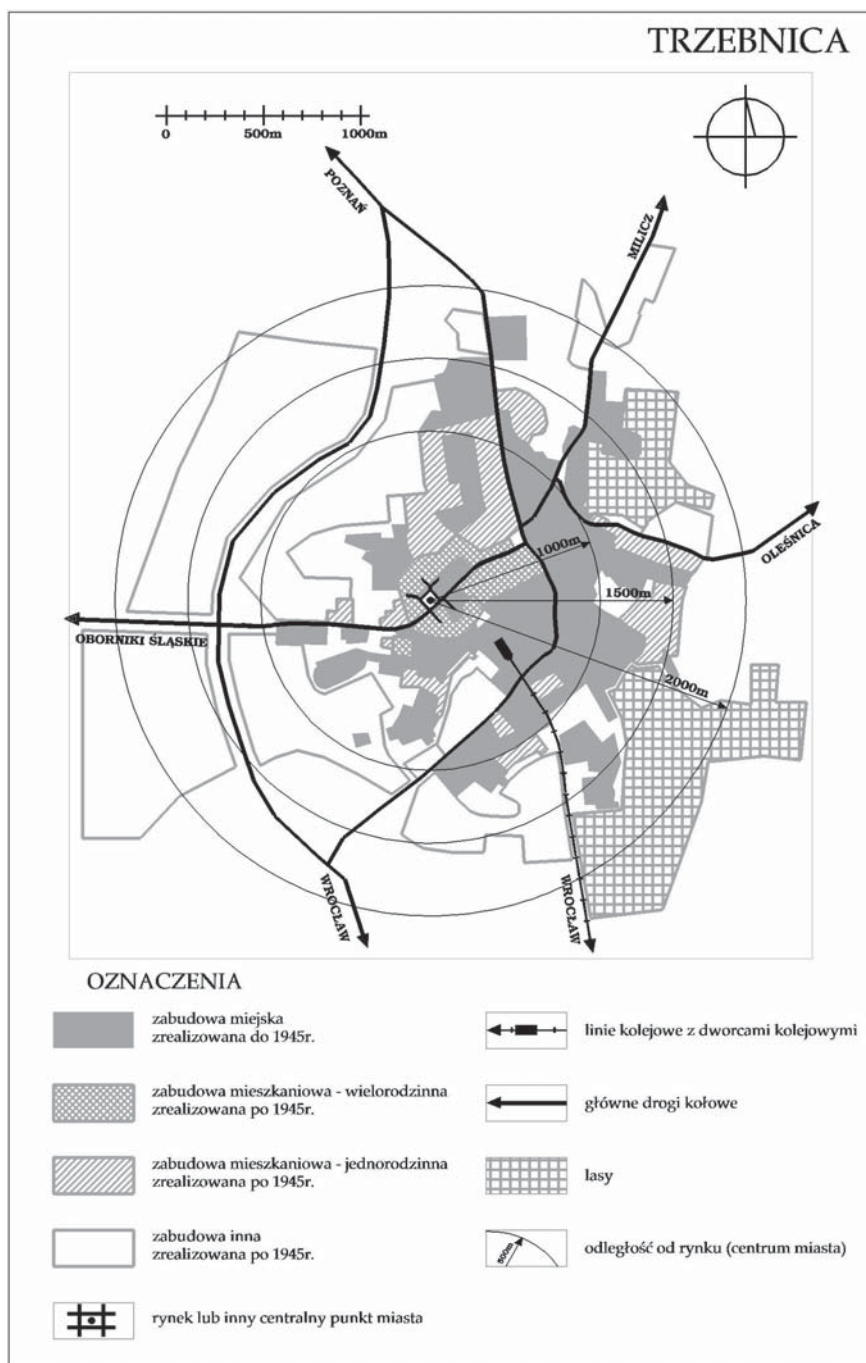 TRZEBNICA
0 500m 1000m
POZNAŃ
MILICZ
1000m
OLEŚNICA
1500m
OBORNIKI ŚLĄSKIE
2000m
WROCŁAW
WROCŁAW
OZNACZENIA
zabudowa miejska
zrealizowana do 1945r.
zabudowa mieszkaniowa - wielorodzinna
zrealizowana po 1945r.
zabudowa mieszkaniowa - jednorodzinna
zrealizowana po 1945r.
zabudowa inna
zrealizowana po 1945r.
rynek lub inny centralny punkt miasta
linie kolejowe z dworcami kolejowymi
główne drogi kołowe
lasy
500m
odległość od rynku (centrum miasta)